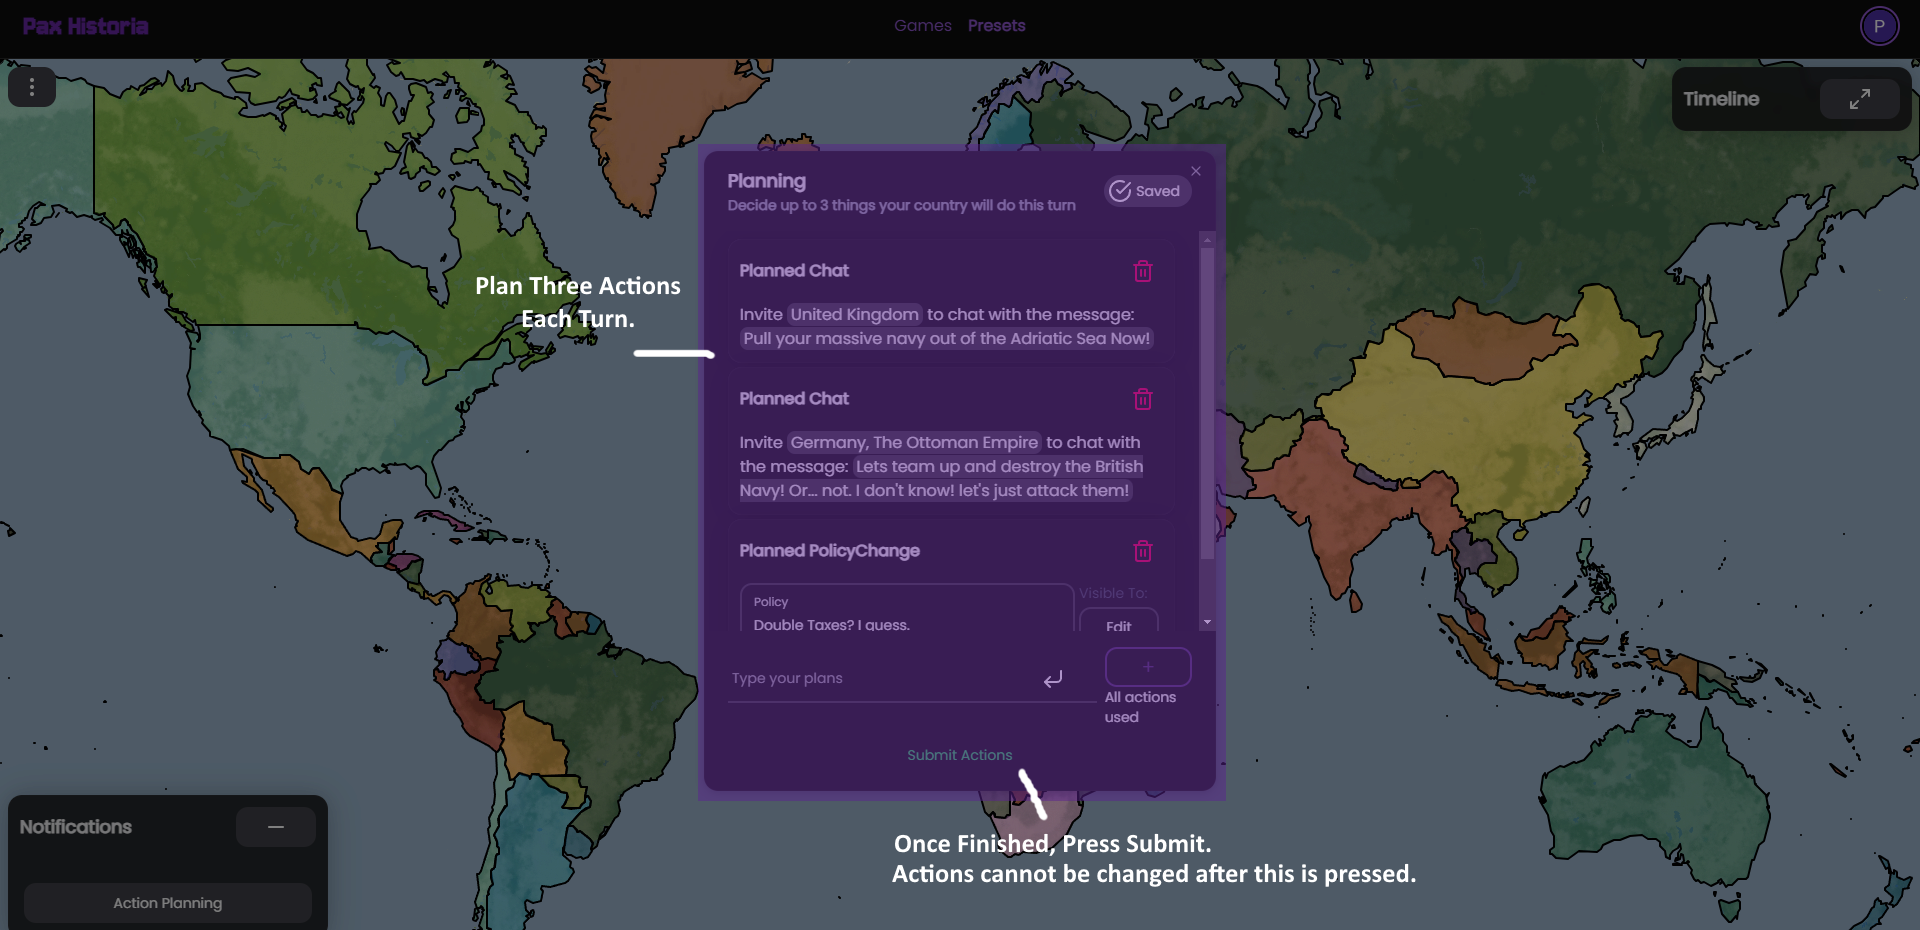 Pax Historia
Games Presets
P
Timeline
Planning
Saved
Decide up to 3 things your country will do this turn
Planned Chat
Invite United Kingdom to chat with the message:
Pull your massive navy out of the Adriatic Sea Now!
Plan Three Actions
Each Turn.
Planned Chat
Invite Germany, The Ottoman Empire to chat with
the message: Lets team up and destroy the British
Navy! Or... not. I don't know! let's just attack them!
Planned PolicyChange
Policy
Visible To:
Double Taxes? I guess.
Edit
Type your plans
+
All actions
used
Submit Actions
Once Finished, Press Submit.
Actions cannot be changed after this is pressed.
Notifications
Action Planning